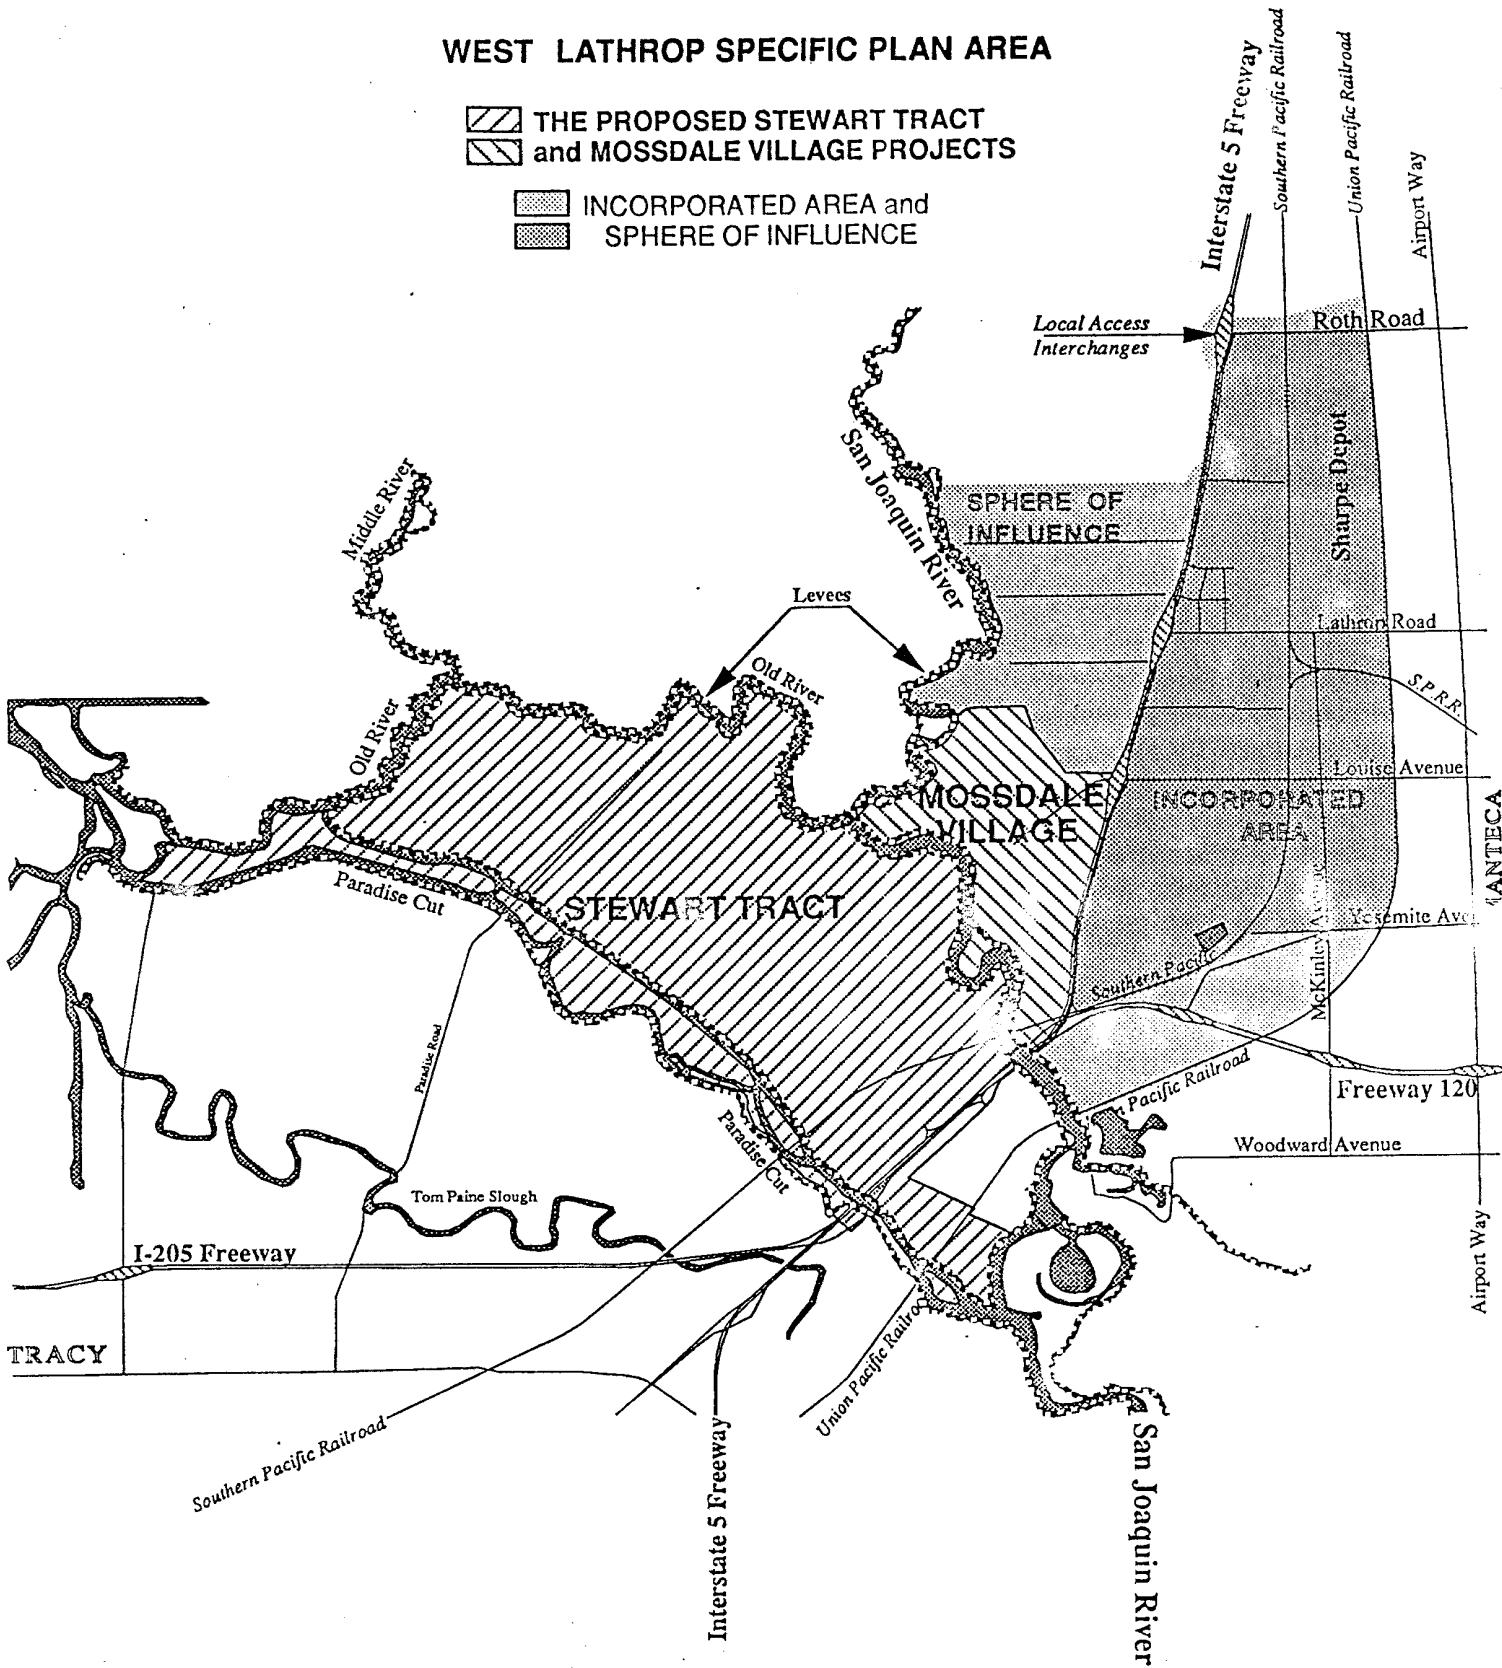 WEST LATHROP SPECIFIC PLAN AREA
THE PROPOSED STEWART TRACT
and MOSSDALE VILLAGE PROJECTS
INCORPORATED AREA and
SPHERE OF INFLUENCE
Interstate 5 Freeway
Southern Pacific Railroad
Union Pacific Railroad
Airport Way
Local Access
Interchanges
Roth Road
Sharpe Depot
San Joaquin River
Middle River
SPHERE OF
INFLUENCE
Levees
Lathrop Road
Old River
Old River
S.P.R.R.
Louise Avenue
MOSSDALE
VILLAGE
INCORPORATED
AREA
ANTECA
Paradise Cut
STEWART TRACT
Yesemite Ave
Southern Pacific
McKinley
Paradise Road
Pacific Railroad
Freeway 120
Paradise Cut
Woodward Avenue
Tom Paine Slough
I-205 Freeway
Airport Way
TRACY
Union Pacific Railro
Southern Pacific Railroad
Interstate 5 Freeway
San Joaquin River